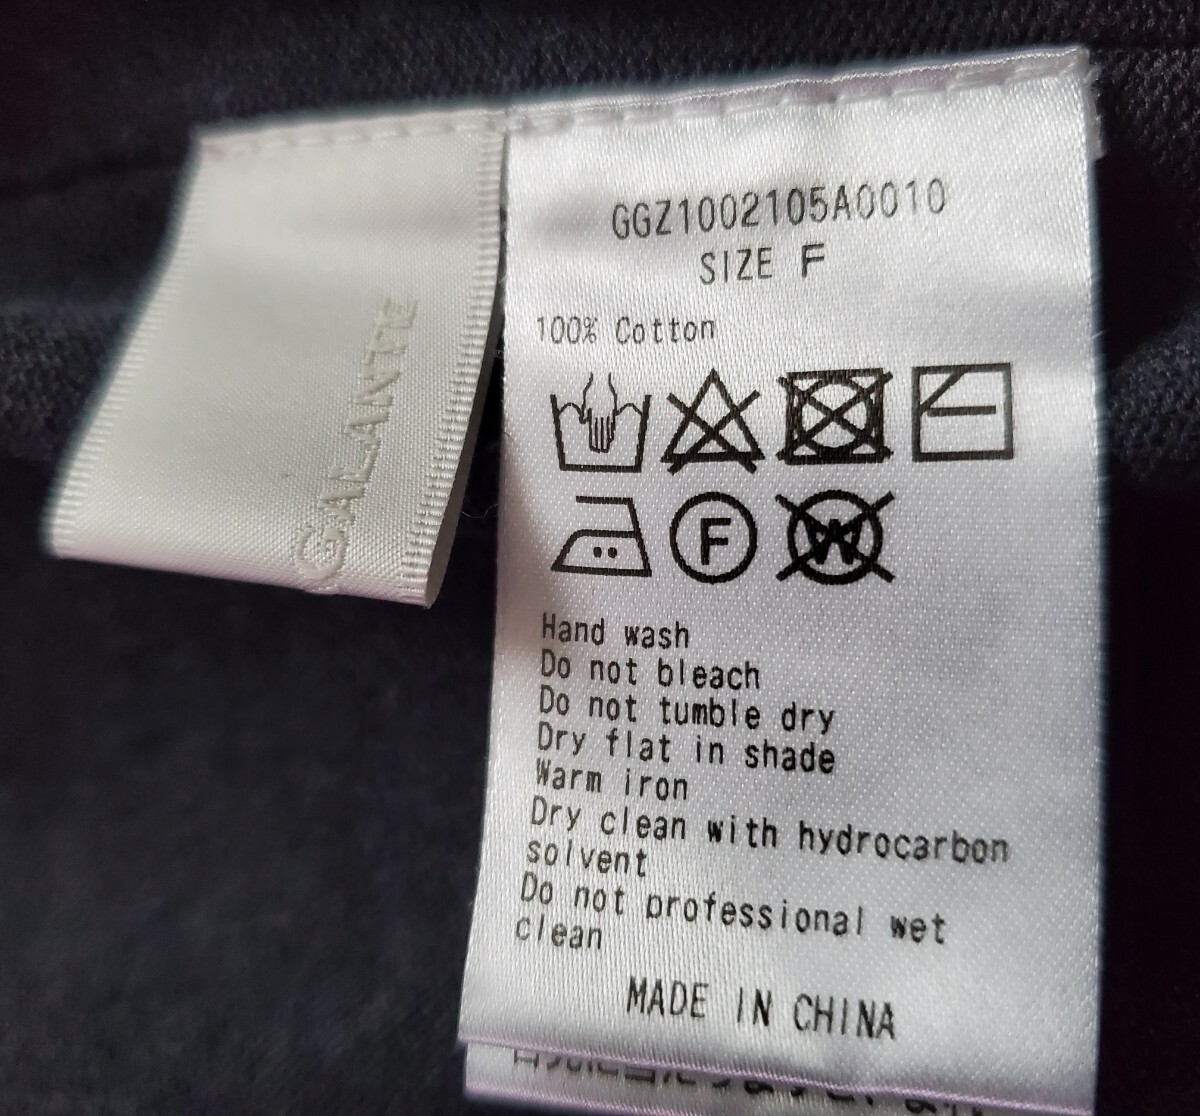 GALANTE
GGZ1002105A0010
SIZE F
100% Cotton
F
W
Hand wash
Do not bleach
Do not tumble dry
Dry flat in shade
Warm iron
Dry clean with hydrocarbon
solvent
Do not professional wet
clean
MADE IN CHINA